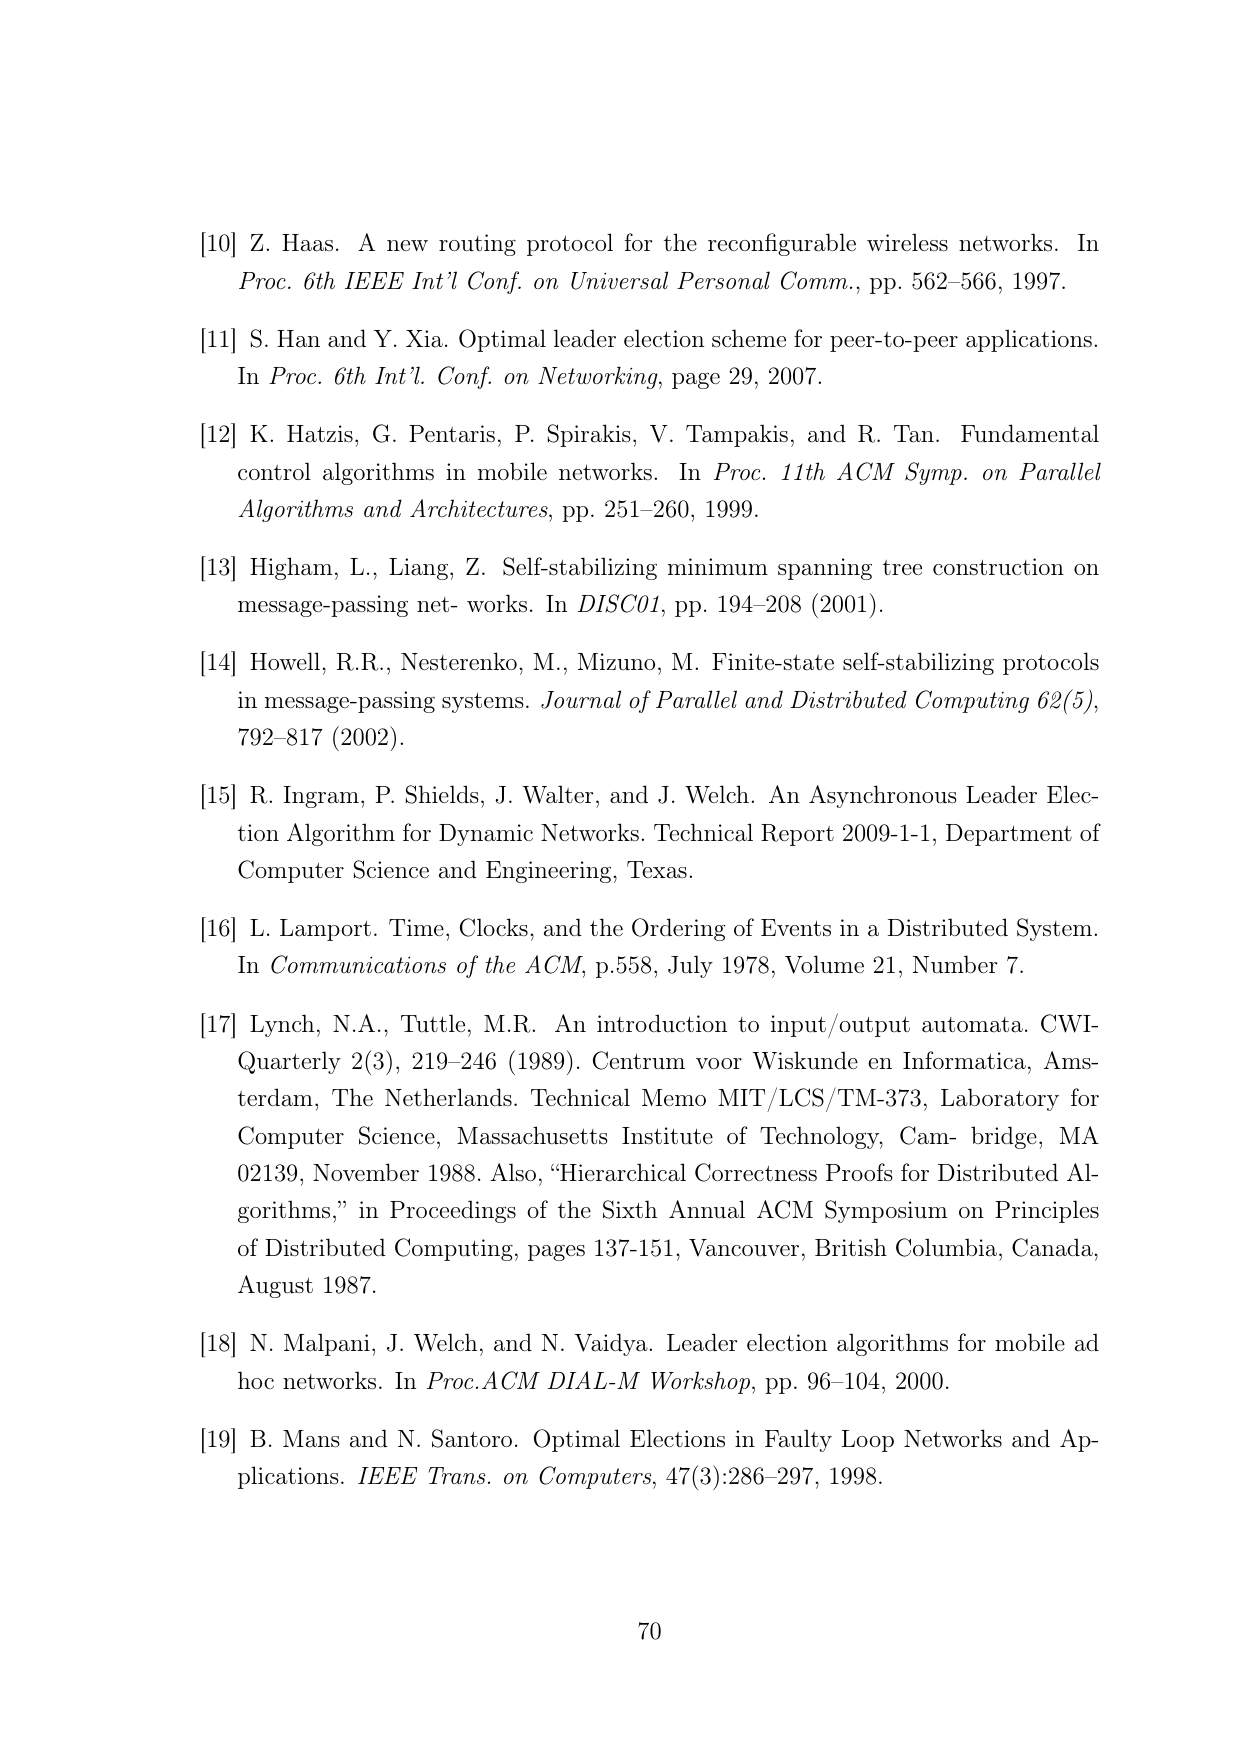 [10] Z. Haas. A new routing protocol for the reconfigurable wireless networks. In
Proc. 6th IEEE Int'l Conf. on Universal Personal Comm., pp. 562–566, 1997.
[11] S. Han and Y. Xia. Optimal leader election scheme for peer-to-peer applications.
In Proc. 6th Int'l. Conf. on Networking, page 29, 2007.
[12] K. Hatzis, G. Pentaris, P. Spirakis, V. Tampakis, and R. Tan. Fundamental
control algorithms in mobile networks. In Proc. 11th ACM Symp. on Parallel
Algorithms and Architectures, pp. 251–260, 1999.
[13] Higham, L., Liang, Z. Self-stabilizing minimum spanning tree construction on
message-passing net- works. In DISC01, pp. 194–208 (2001).
[14] Howell, R.R., Nesterenko, M., Mizuno, M. Finite-state self-stabilizing protocols
in message-passing systems. Journal of Parallel and Distributed Computing 62(5),
792–817 (2002).
[15] R. Ingram, P. Shields, J. Walter, and J. Welch. An Asynchronous Leader Elec-
tion Algorithm for Dynamic Networks. Technical Report 2009-1-1, Department of
Computer Science and Engineering, Texas.
[16] L. Lamport. Time, Clocks, and the Ordering of Events in a Distributed System.
In Communications of the ACM, p.558, July 1978, Volume 21, Number 7.
[17] Lynch, N.A., Tuttle, M.R. An introduction to input/output automata. CWI-
Quarterly 2(3), 219–246 (1989). Centrum voor Wiskunde en Informatica, Ams-
terdam, The Netherlands. Technical Memo MIT/LCS/TM-373, Laboratory for
Computer Science, Massachusetts Institute of Technology, Cam- bridge, MA
02139, November 1988. Also, “Hierarchical Correctness Proofs for Distributed Al-
gorithms,” in Proceedings of the Sixth Annual ACM Symposium on Principles
of Distributed Computing, pages 137-151, Vancouver, British Columbia, Canada,
August 1987.
[18] N. Malpani, J. Welch, and N. Vaidya. Leader election algorithms for mobile ad
hoc networks. In Proc.ACM DIAL-M Workshop, pp. 96–104, 2000.
[19] B. Mans and N. Santoro. Optimal Elections in Faulty Loop Networks and Ap-
plications. IEEE Trans. on Computers, 47(3):286–297, 1998.
70